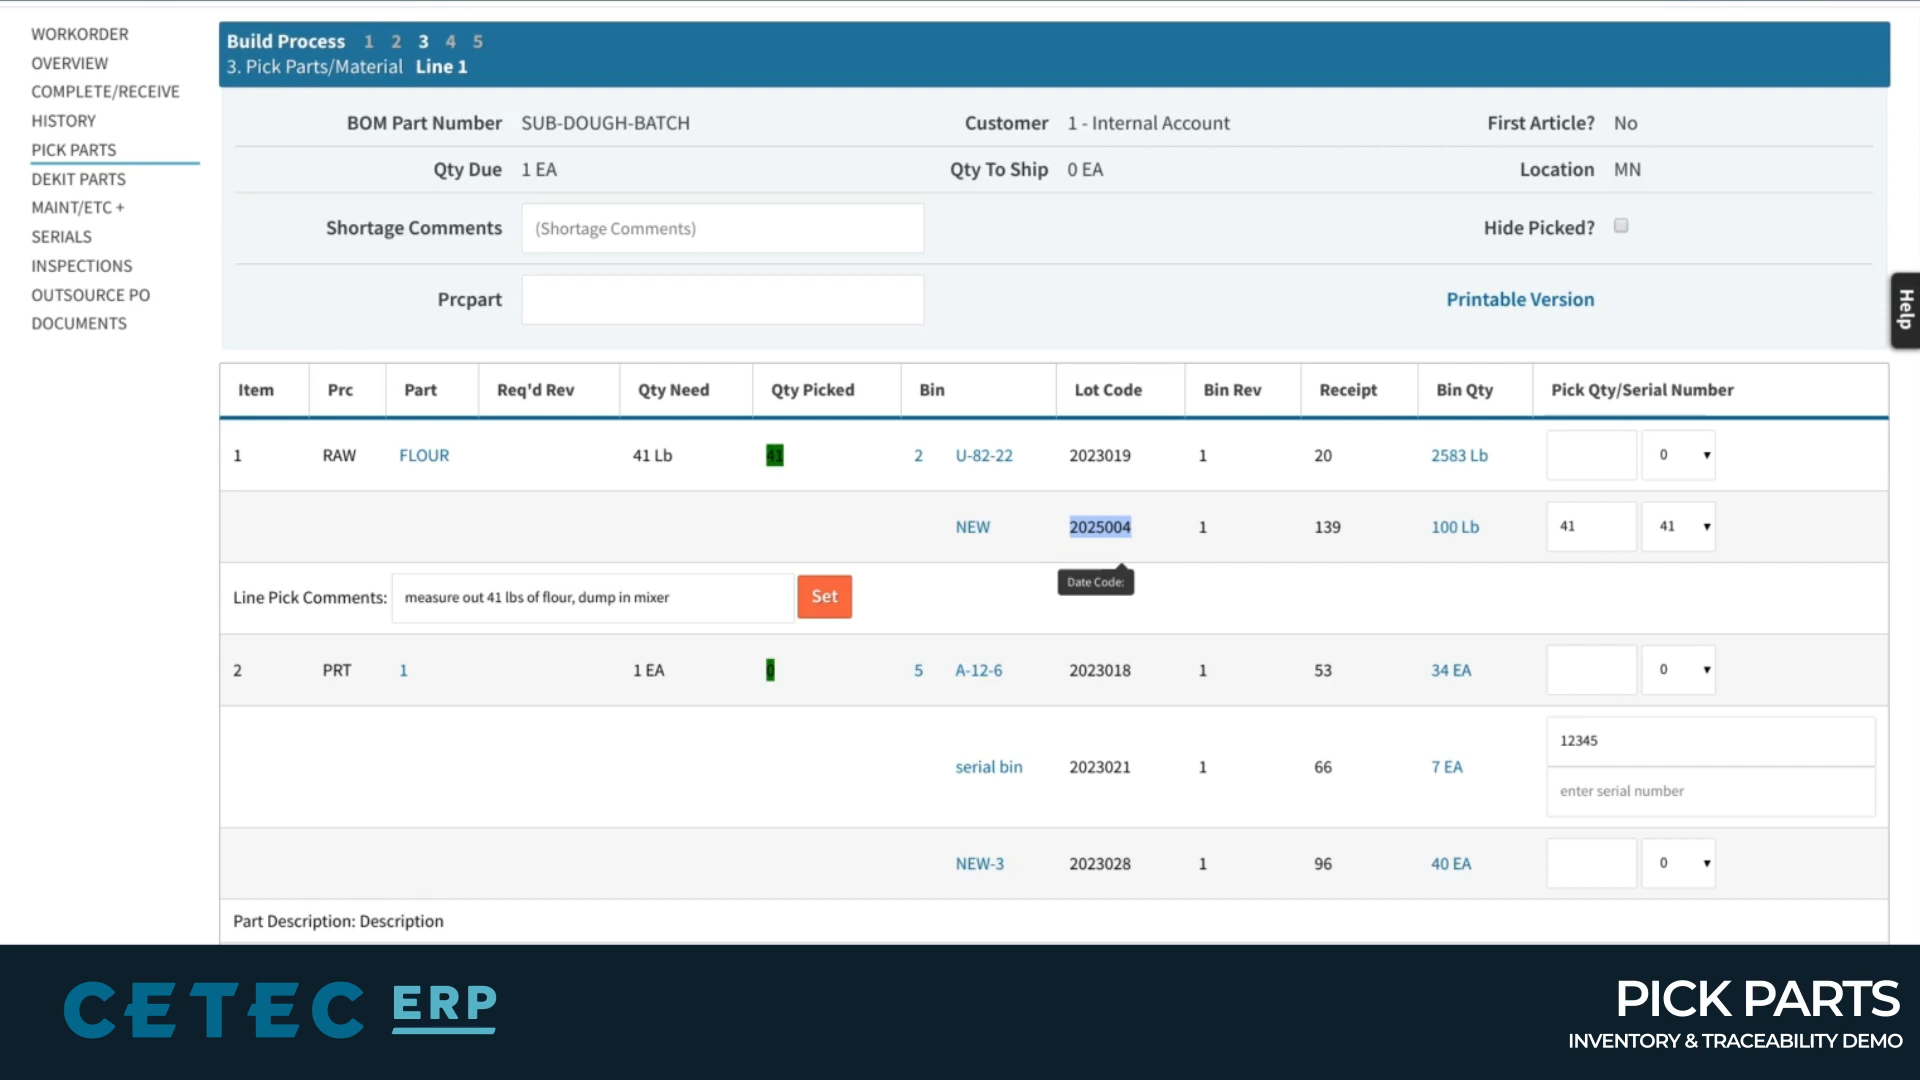 WORKORDER
OVERVIEW
COMPLETE/RECEIVE
HISTORY
PICK PARTS
DEKIT PARTS
MAINT/ETC +
SERIALS
INSPECTIONS
OUTSOURCE PO
DOCUMENTS
Build Process 1 2 3 4 5
3. Pick Parts/Material Line 1
BOM Part Number SUB-DOUGH-BATCH Customer 1 - Internal Account First Article? No
Qty Due 1 EA Qty To Ship 0 EA Location MN
Shortage Comments (Shortage Comments) Hide Picked?
Prcpart Printable Version
Help
Item Prc Part Req'd Rev Qty Need Qty Picked Bin Lot Code Bin Rev Receipt Bin Qty Pick Qty/Serial Number
1 RAW FLOUR 41 Lb 41 2 U-82-22 2023019 1 20 2583 Lb 0
NEW 2025004 1 139 100 Lb 41 41
Date Code:
Line Pick Comments: measure out 41 lbs of flour, dump in mixer Set
2 PRT 1 1 EA 0 5 A-12-6 2023018 1 53 34 EA 0
serial bin 2023021 1 66 7 EA 12345
enter serial number
NEW-3 2023028 1 96 40 EA 0
Part Description: Description
CETEC ERP
PICK PARTS
INVENTORY & TRACEABILITY DEMO